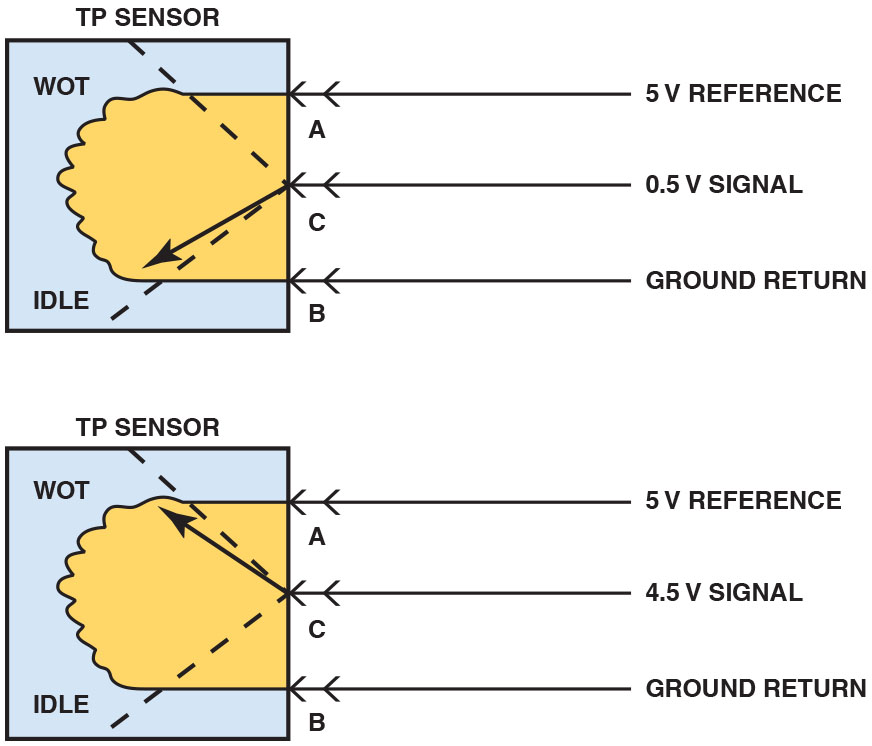 TP SENSOR
WOT
5 V REFERENCE
A
0.5 V SIGNAL
C
GROUND RETURN
IDLE
B
TP SENSOR
WOT
5 V REFERENCE
A
4.5 V SIGNAL
C
GROUND RETURN
IDLE
B